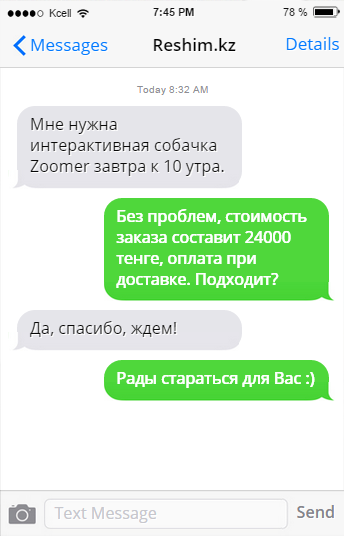 Kcell 7:45 PM 78 %
Messages Reshim.kz Details
Today 8:32 AM
Мне нужна
интерактивная собачка
Zoomer завтра к 10 утра.
Без проблем, стоимость
заказа составит 24000
тенге, оплата при
доставке. Подходит?
Да, спасибо, ждем!
Рады стараться для Вас :)
Text Message Send